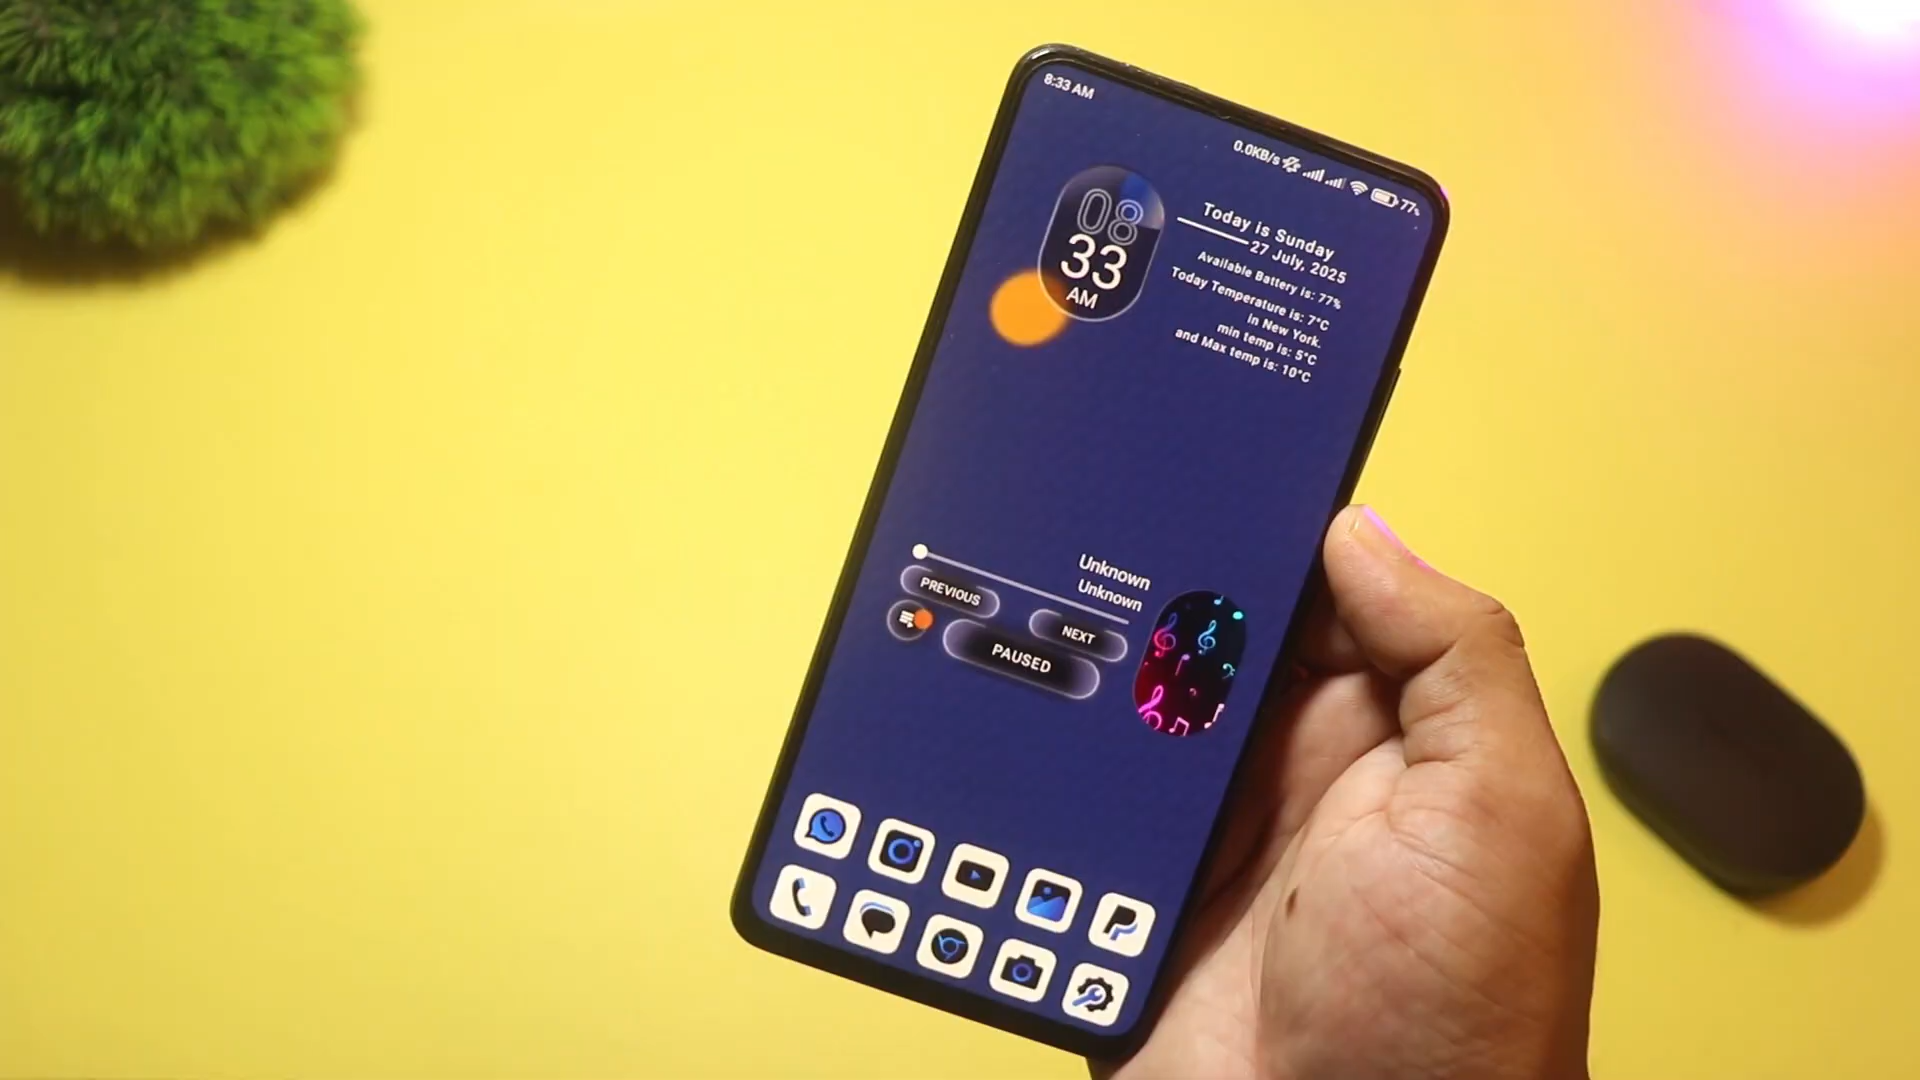 8:33 AM
0.0KB/s
77%
08
33
AM
Today is Sunday
27 July, 2025
Available Battery is: 77%
Today Temperature is: 7°C
in New York.
min temp is: 5°C
and Max temp is: 10°C
Unknown
Unknown
PREVIOUS
NEXT
PAUSED